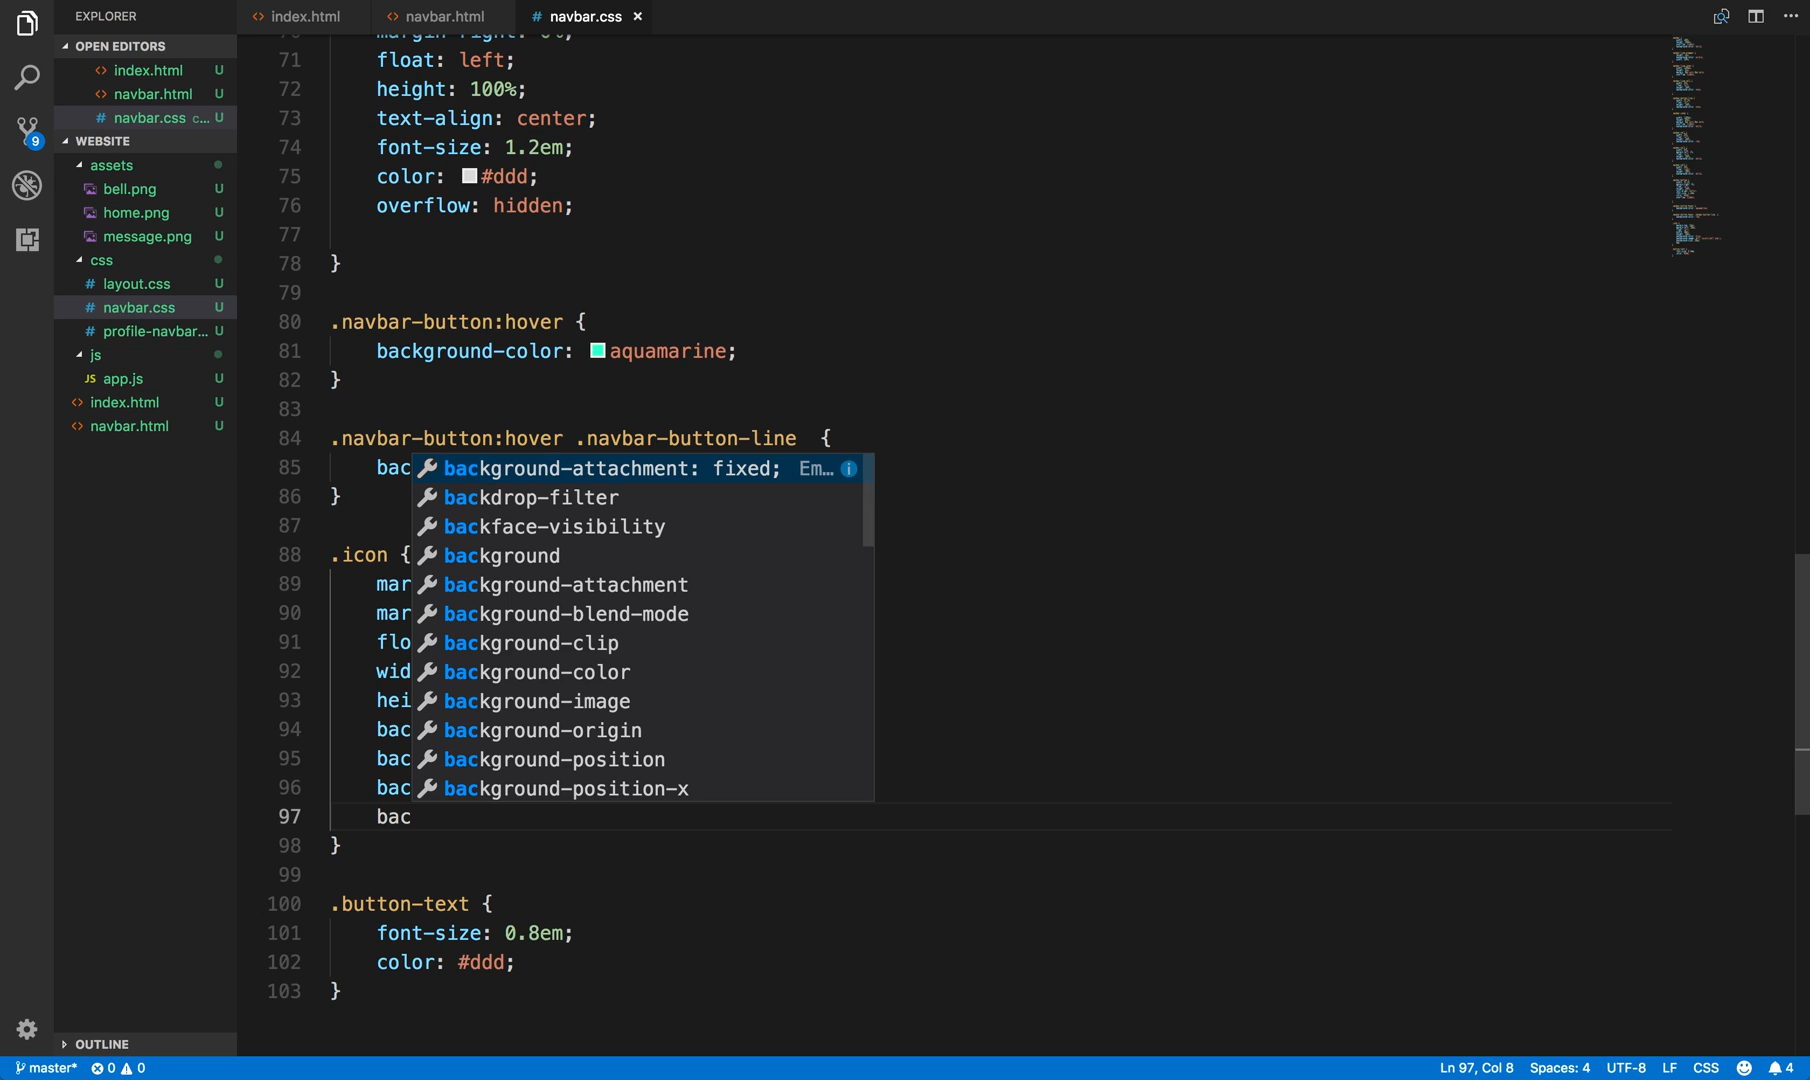 EXPLORER
index.html
navbar.html
# navbar.css ×
OPEN EDITORS
index.html U
navbar.html U
# navbar.css c... U
9
WEBSITE
assets
bell.png U
home.png U
message.png U
css
# layout.css U
# navbar.css U
# profile-navbar... U
js
JS app.js U
index.html U
navbar.html U
OUTLINE
71 float: left;
72 height: 100%;
73 text-align: center;
74 font-size: 1.2em;
75 color: #ddd;
76 overflow: hidden;
77
78 }
79
80 .navbar-button:hover {
81 background-color: aquamarine;
82 }
83
84 .navbar-button:hover .navbar-button-line {
85 bac
86 }
87
88 .icon {
89 mar
90 mar
91 flo
92 wid
93 hei
94 bac
95 bac
96 bac
97 bac
98 }
99
100 .button-text {
101 font-size: 0.8em;
102 color: #ddd;
103 }
background-attachment: fixed; Em...
backdrop-filter
backface-visibility
background
background-attachment
background-blend-mode
background-clip
background-color
background-image
background-origin
background-position
background-position-x
master* 0 0 Ln 97, Col 8 Spaces: 4 UTF-8 LF CSS 4